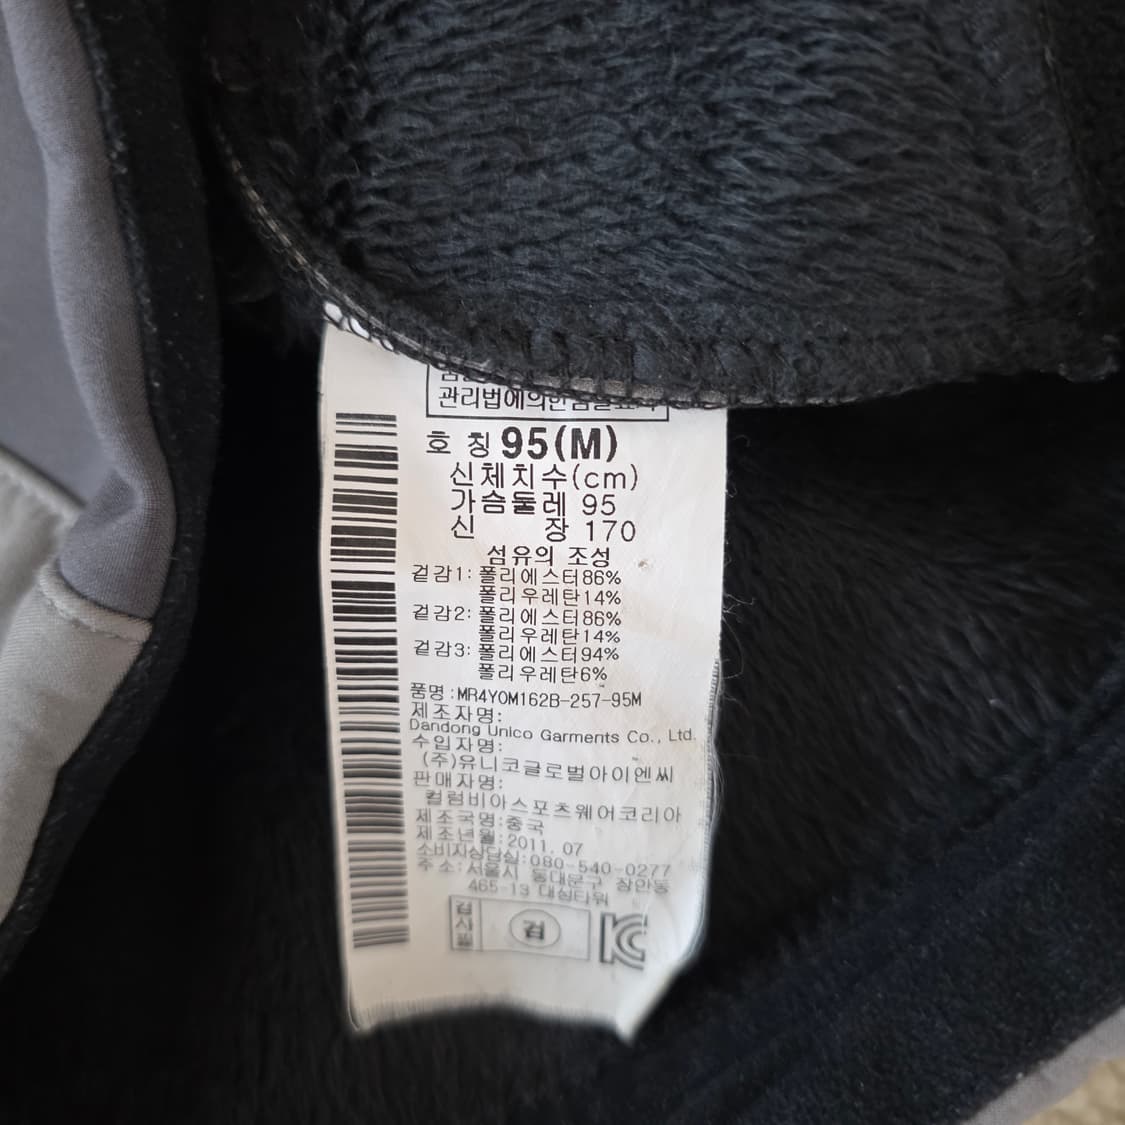 관리법에의한품질표시
호 칭 95(M)
신체치수(cm)
가슴둘레 95
신 장 170
섬유의 조성
겉감1: 폴리에스터86%
폴리우레탄14%
겉감2: 폴리에스터86%
폴리우레탄14%
겉감3: 폴리에스터94%
폴리우레탄6%
품명:MR4YOM162B-257-95M
제조자명:
Dandong Unico Garments Co., Ltd.
수입자명:
(주)유니코글로벌아이엔씨
판매자명:
컬럼비아스포츠웨어코리아
제조국명:중국
제조년월:2011. 07
소비자상담실:080-540-0277
주소:서울시 동대문구 장안동
465-13 대성타워
검사필
검